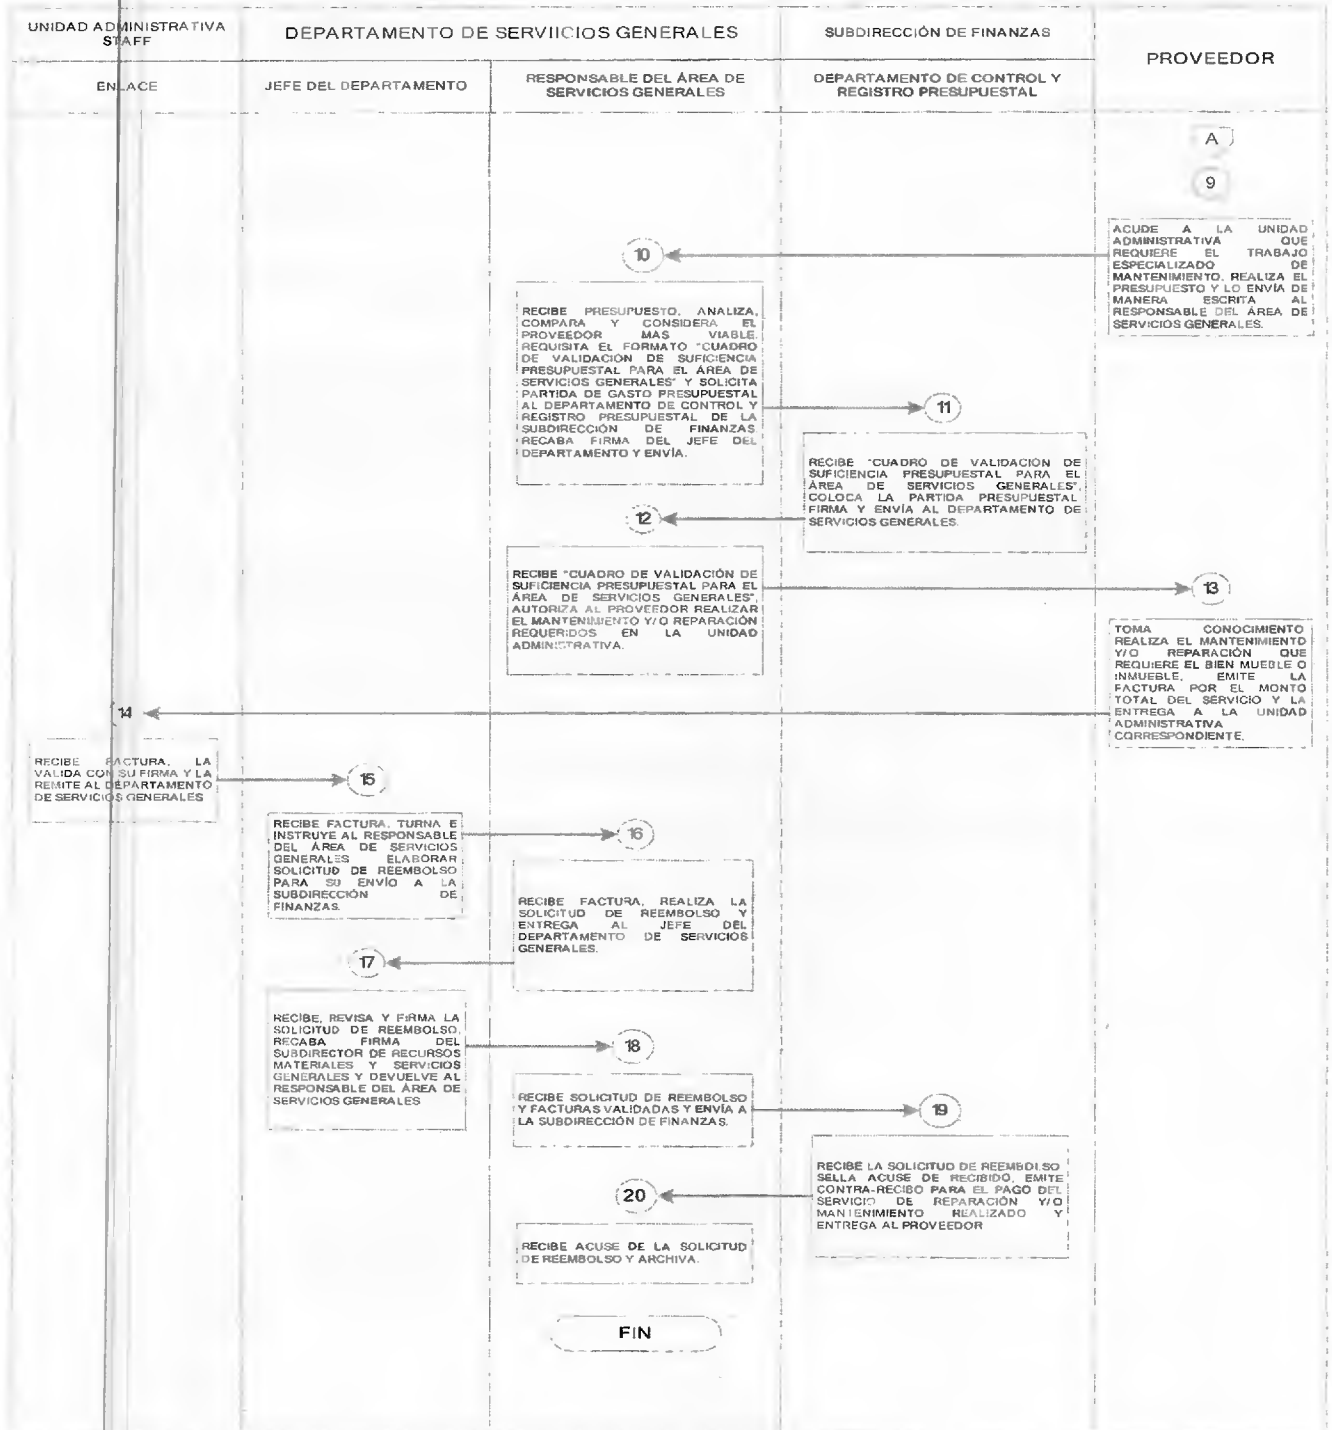 UNIDAD ADMINISTRATIVA
STAFF
DEPARTAMENTO DE SERVIICIOS GENERALES
SUBDIRECCIÓN DE FINANZAS
PROVEEDOR
ENLACE
JEFE DEL DEPARTAMENTO
RESPONSABLE DEL ÁREA DE
SERVICIOS GENERALES
DEPARTAMENTO DE CONTROL Y
REGISTRO PRESUPUESTAL
A
9
ACUDE A LA UNIDAD
ADMINISTRATIVA QUE
REQUIERE EL TRABAJO
ESPECIALIZADO DE
MANTENIMIENTO, REALIZA EL
PRESUPUESTO Y LO ENVÍA DE
MANERA ESCRITA AL
RESPONSABLE DEL ÁREA DE
SERVICIOS GENERALES.
10
RECIBE PRESUPUESTO, ANALIZA,
COMPARA Y CONSIDERA EL
PROVEEDOR MAS VIABLE.
REQUISITA EL FORMATO "CUADRO
DE VALIDACIÓN DE SUFICIENCIA
PRESUPUESTAL PARA EL ÁREA DE
SERVICIOS GENERALES" Y SOLICITA
PARTIDA DE GASTO PRESUPUESTAL
AL DEPARTAMENTO DE CONTROL Y
REGISTRO PRESUPUESTAL DE LA
SUBDIRECCIÓN DE FINANZAS.
RECABA FIRMA DEL JEFE DEL
DEPARTAMENTO Y ENVÍA.
11
RECIBE "CUADRO DE VALIDACION DE
SUFICIENCIA PRESUPUESTAL PARA EL
ÁREA DE SERVICIOS GENERALES",
COLOCA LA PARTIDA PRESUPUESTAL
FIRMA Y ENVÍA AL DEPARTAMENTO DE
SERVICIOS GENERALES.
12
RECIBE "CUADRO DE VALIDACIÓN DE
SUFICIENCIA PRESUPUESTAL PARA EL
ÁREA DE SERVICIOS GENERALES",
AUTORIZA AL PROVEEDOR REALIZAR
EL MANTENIMIENTO Y/O REPARACIÓN
REQUERIDOS EN LA UNIDAD
ADMINISTRATIVA.
13
TOMA CONOCIMIENTO
REALIZA EL MANTENIMIENTO
Y/O REPARACIÓN QUE
REQUIERE EL BIEN MUEBLE O
INMUEBLE, EMITE LA
FACTURA POR EL MONTO
TOTAL DEL SERVICIO Y LA
ENTREGA A LA UNIDAD
ADMINISTRATIVA
CORRESPONDIENTE.
14
RECIBE FACTURA, LA
VALIDA CON SU FIRMA Y LA
REMITE AL DEPARTAMENTO
DE SERVICIOS GENERALES
15
RECIBE FACTURA, TURNA E
INSTRUYE AL RESPONSABLE
DEL ÁREA DE SERVICIOS
GENERALES ELABORAR
SOLICITUD DE REEMBOLSO
PARA SU ENVÍO A LA
SUBDIRECCIÓN DE
FINANZAS.
16
RECIBE FACTURA, REALIZA LA
SOLICITUD DE REEMBOLSO Y
ENTREGA AL JEFE DEL
DEPARTAMENTO DE SERVICIOS
GENERALES.
17
RECIBE, REVISA Y FIRMA LA
SOLICITUD DE REEMBOLSO,
RECABA FIRMA DEL
SUBDIRECTOR DE RECURSOS
MATERIALES Y SERVICIOS
GENERALES Y DEVUELVE AL
RESPONSABLE DEL ÁREA DE
SERVICIOS GENERALES
18
RECIBE SOLICITUD DE REEMBOLSO
Y FACTURAS VALIDADAS Y ENVÍA A
LA SUBDIRECCIÓN DE FINANZAS.
19
RECIBE LA SOLICITUD DE REEMBOLSO
SELLA ACUSE DE RECIBIDO, EMITE
CONTRA-RECIBO PARA EL PAGO DEL
SERVICIO DE REPARACIÓN Y/O
MANTENIMIENTO REALIZADO Y
ENTREGA AL PROVEEDOR
20
RECIBE ACUSE DE LA SOLICITUD
DE REEMBOLSO Y ARCHIVA.
FIN